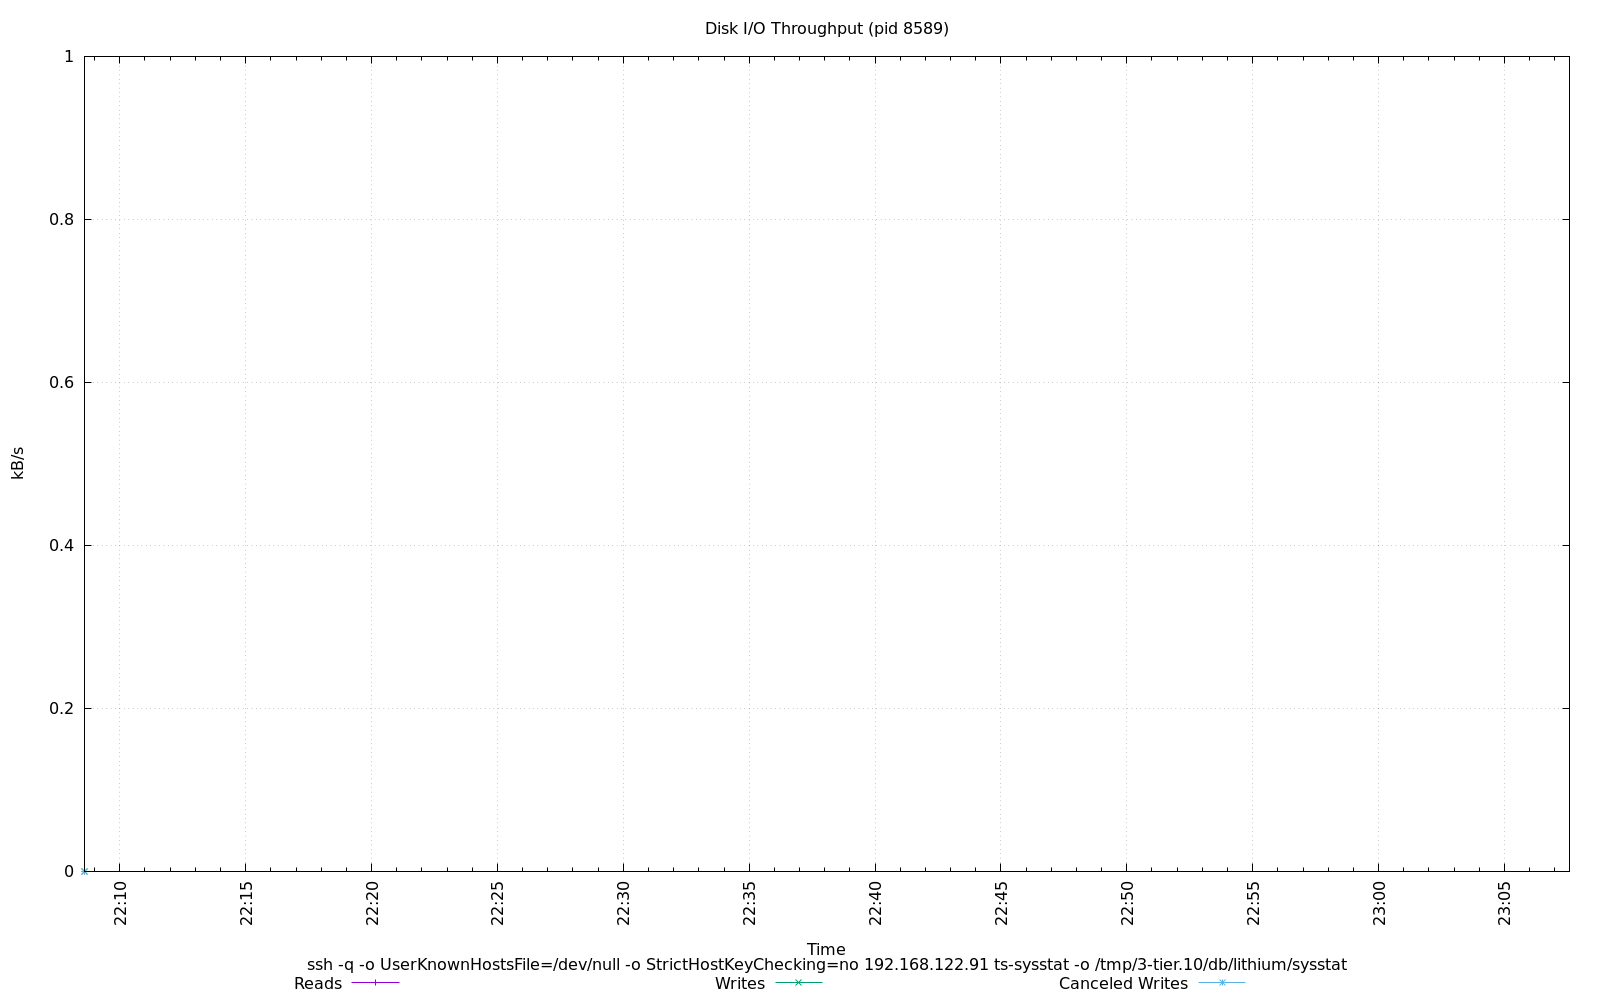 Disk I/O Throughput (pid 8589)
1
0.8
0.6
0.4
0.2
0
kB/s
22:10 22:15 22:20 22:25 22:30 22:35 22:40 22:45 22:50 22:55 23:00 23:05
Time
ssh -q -o UserKnownHostsFile=/dev/null -o StrictHostKeyChecking=no 192.168.122.91 ts-sysstat -o /tmp/3-tier.10/db/lithium/sysstat
Reads Writes Canceled Writes